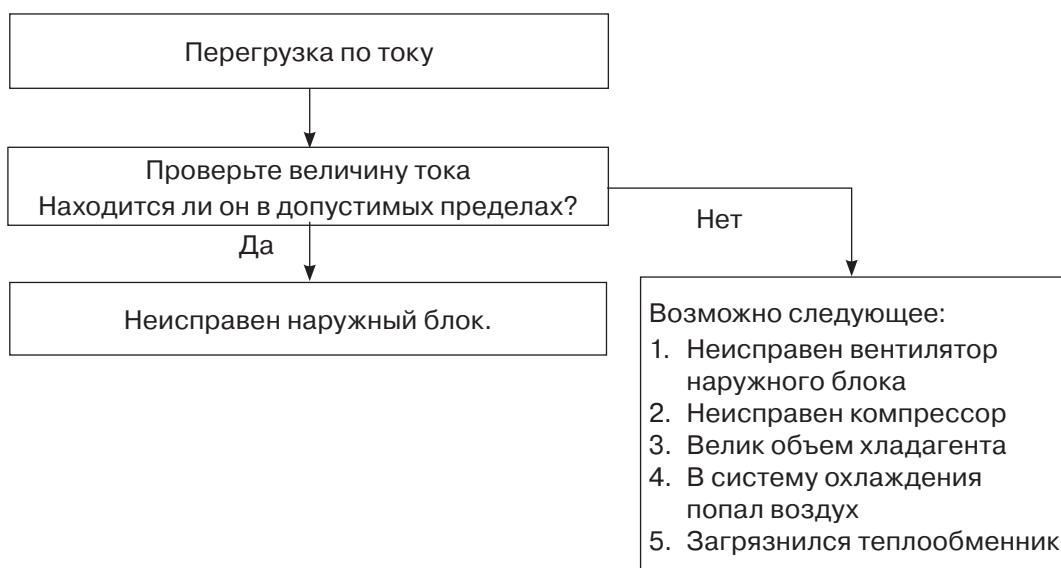 Перегрузка по току
Проверьте величину тока
Находится ли он в допустимых пределах?
Да
Нет
Неисправен наружный блок.
Возможно следующее:
1. Неисправен вентилятор
наружного блока
2. Неисправен компрессор
3. Велик объем хладагента
4. В систему охлаждения
попал воздух
5. Загрязнился теплообменник